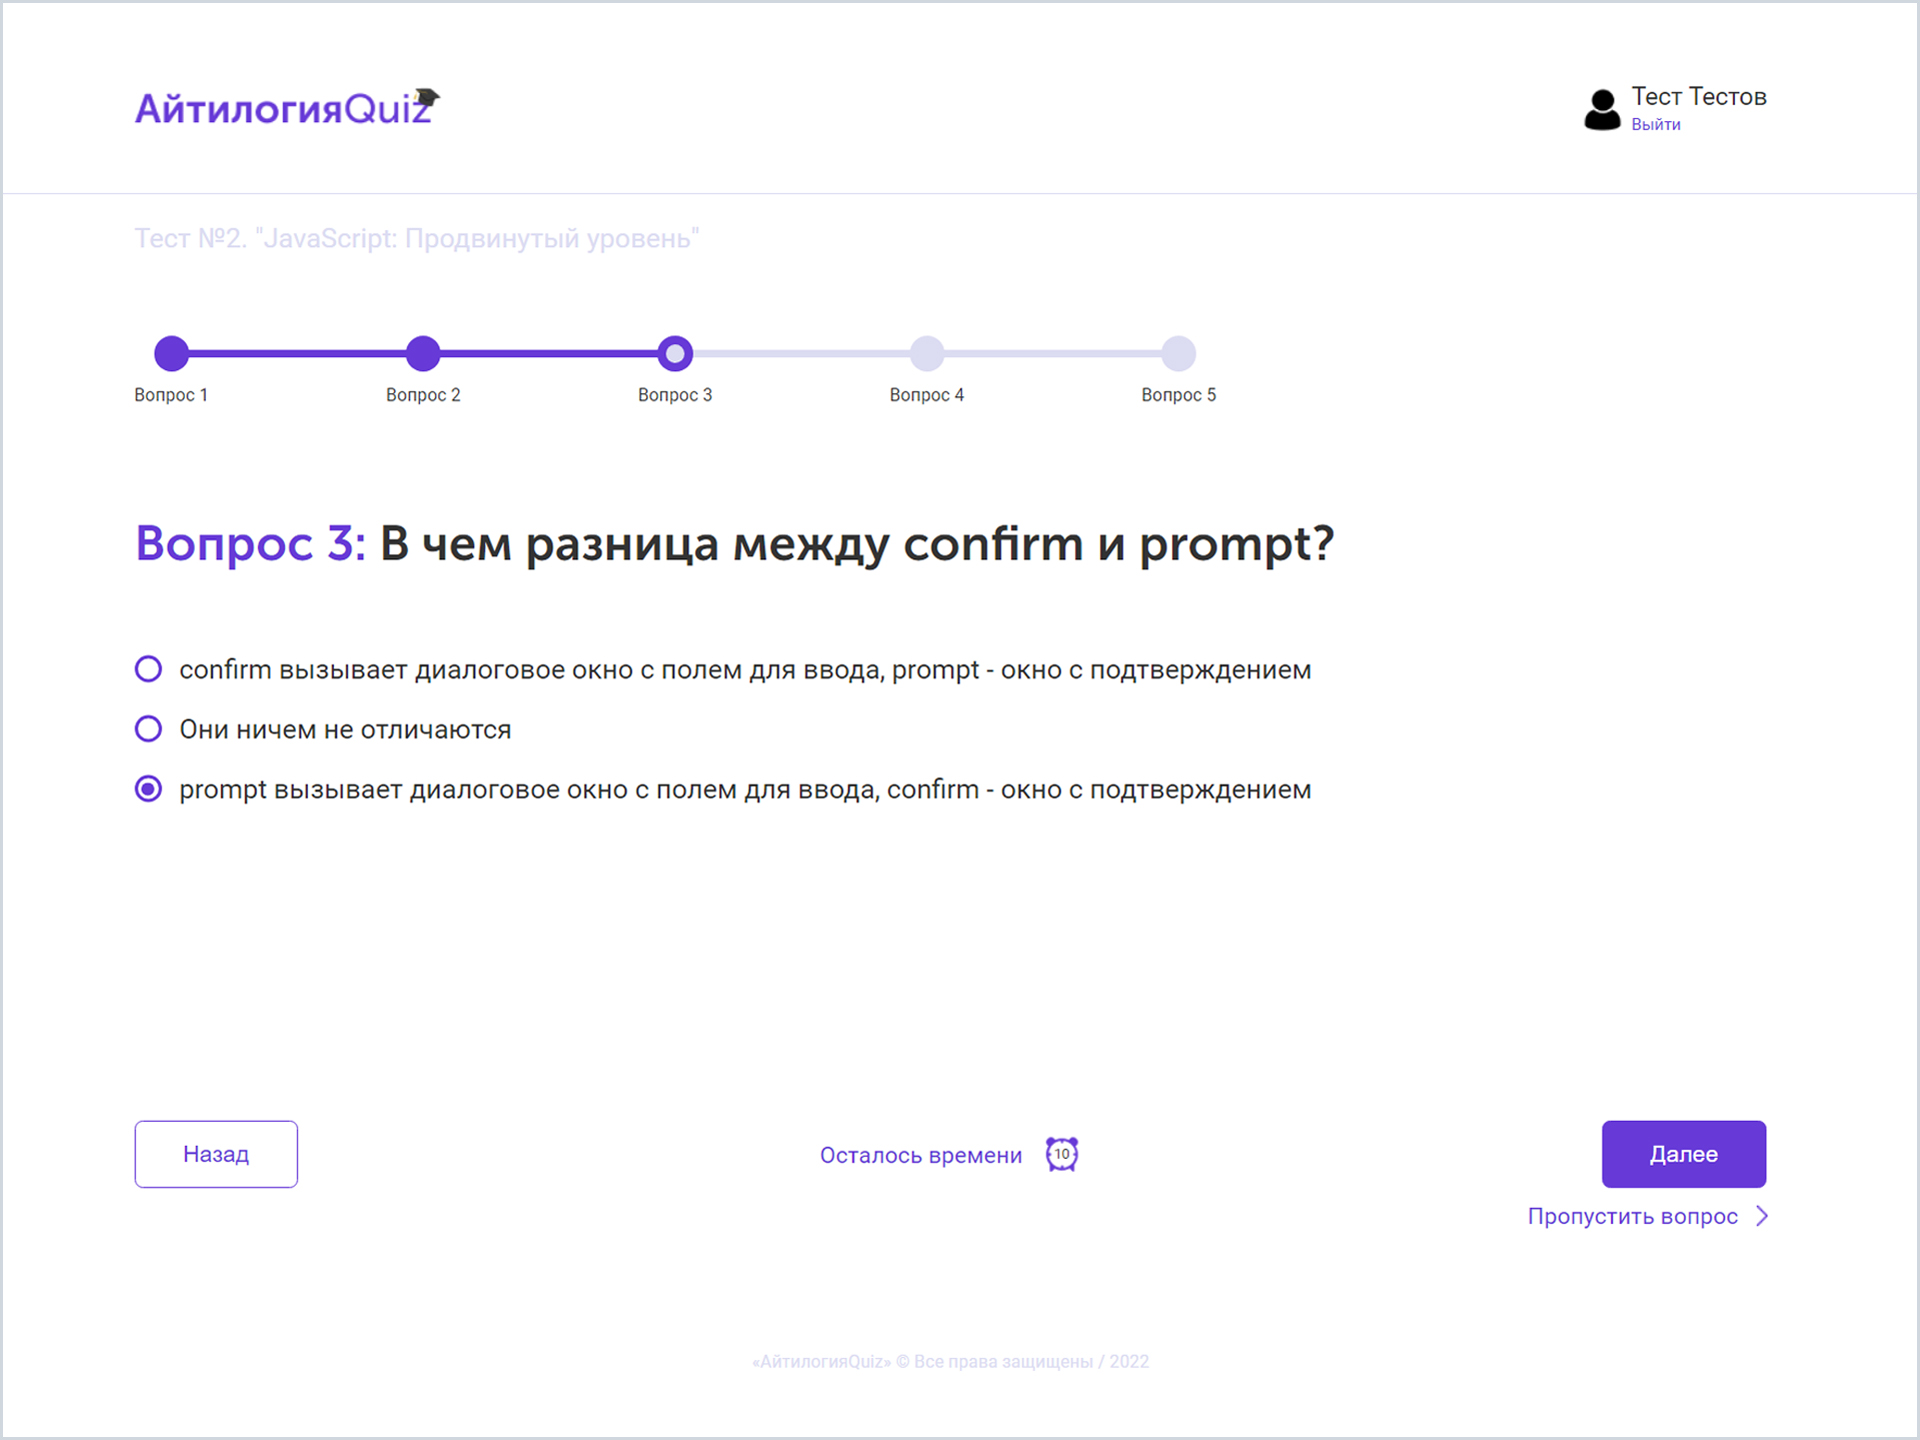 АйтилогияQuiz
Тест Тестов
Выйти
Тест №2. "JavaScript: Продвинутый уровень"
Вопрос 1
Вопрос 2
Вопрос 3
Вопрос 4
Вопрос 5
Вопрос 3: В чем разница между confirm и prompt?
confirm вызывает диалоговое окно с полем для ввода, prompt - окно с подтверждением
Они ничем не отличаются
prompt вызывает диалоговое окно с полем для ввода, confirm - окно с подтверждением
Назад
Осталось времени
10
Далее
Пропустить вопрос
«АйтилогияQuiz» © Все права защищены / 2022